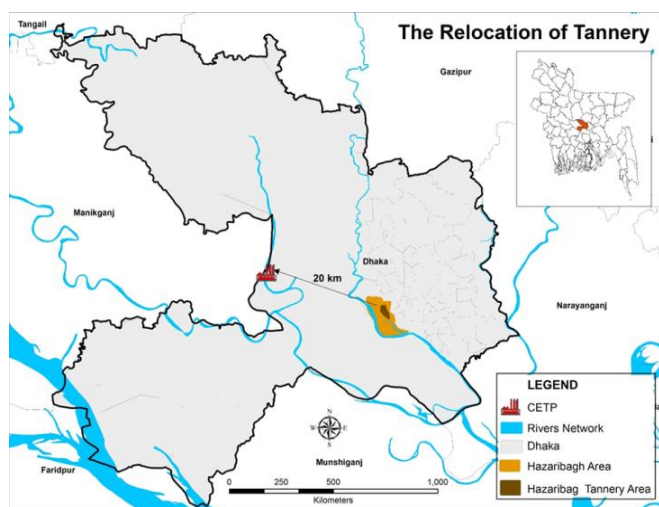 The Relocation of Tannery
Tangail
Gazipur
Manikganj
Dhaka
20 km
Narayanganj
Faridpur
Munshiganj
N
W
E
S
0
250
500
1,000
Kilometers
LEGEND
CETP
Rivers Network
Dhaka
Hazaribagh Area
Hazaribag Tannery Area